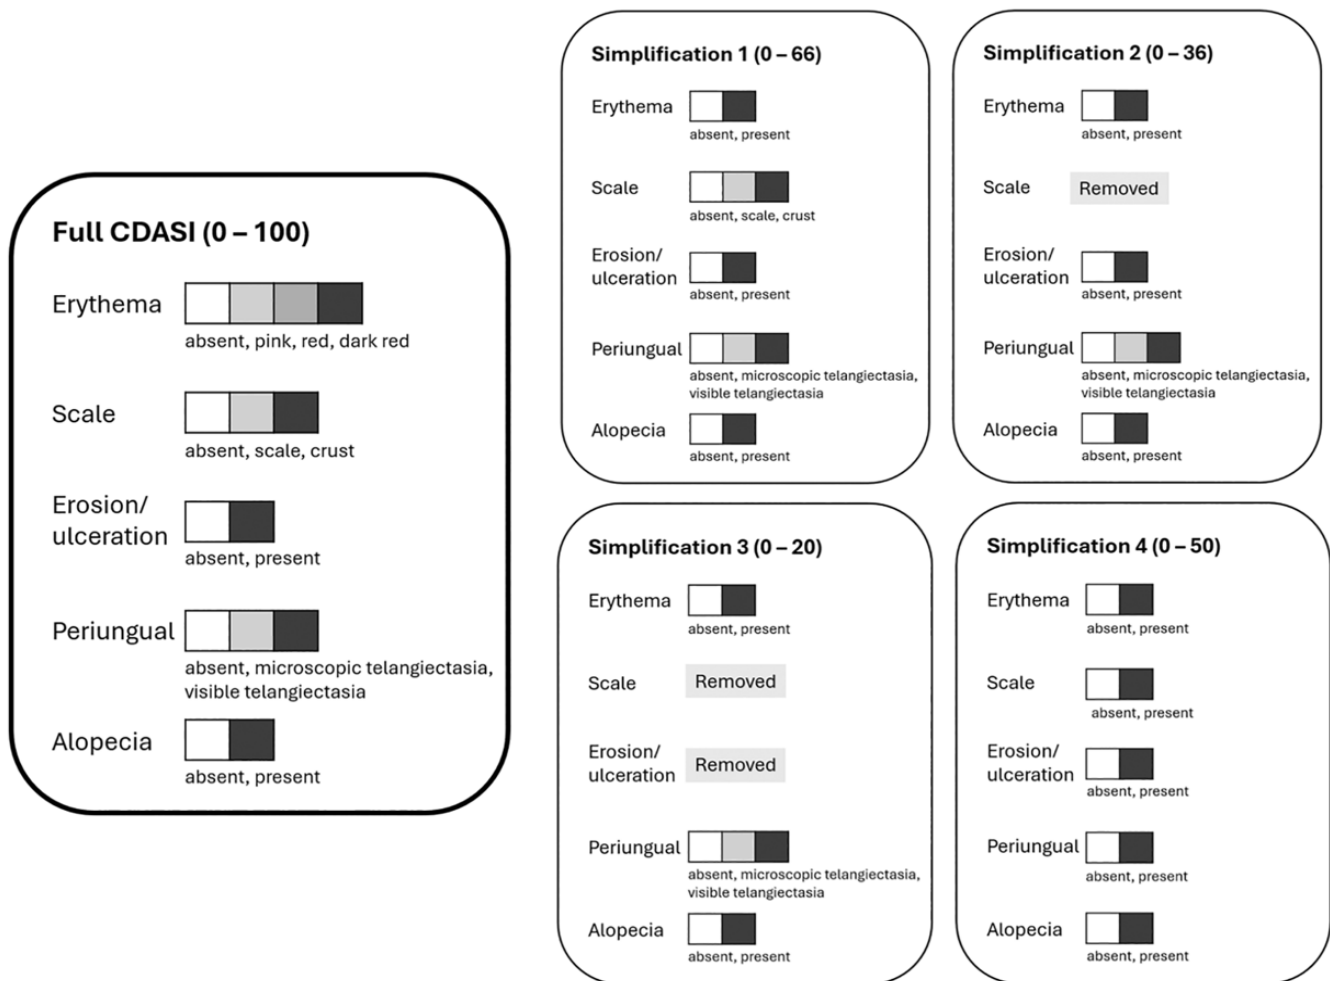 Full CDASI (0 – 100)
Erythema
absent, pink, red, dark red
Scale
absent, scale, crust
Erosion/
ulceration
absent, present
Periungual
absent, microscopic telangiectasia,
visible telangiectasia
Alopecia
absent, present
Simplification 1 (0 – 66)
Erythema
absent, present
Scale
absent, scale, crust
Erosion/
ulceration
absent, present
Periungual
absent, microscopic telangiectasia,
visible telangiectasia
Alopecia
absent, present
Simplification 2 (0 – 36)
Erythema
absent, present
Scale
Removed
Erosion/
ulceration
absent, present
Periungual
absent, microscopic telangiectasia,
visible telangiectasia
Alopecia
absent, present
Simplification 3 (0 – 20)
Erythema
absent, present
Scale
Removed
Erosion/
ulceration
Removed
Periungual
absent, microscopic telangiectasia,
visible telangiectasia
Alopecia
absent, present
Simplification 4 (0 – 50)
Erythema
absent, present
Scale
absent, present
Erosion/
ulceration
absent, present
Periungual
absent, present
Alopecia
absent, present